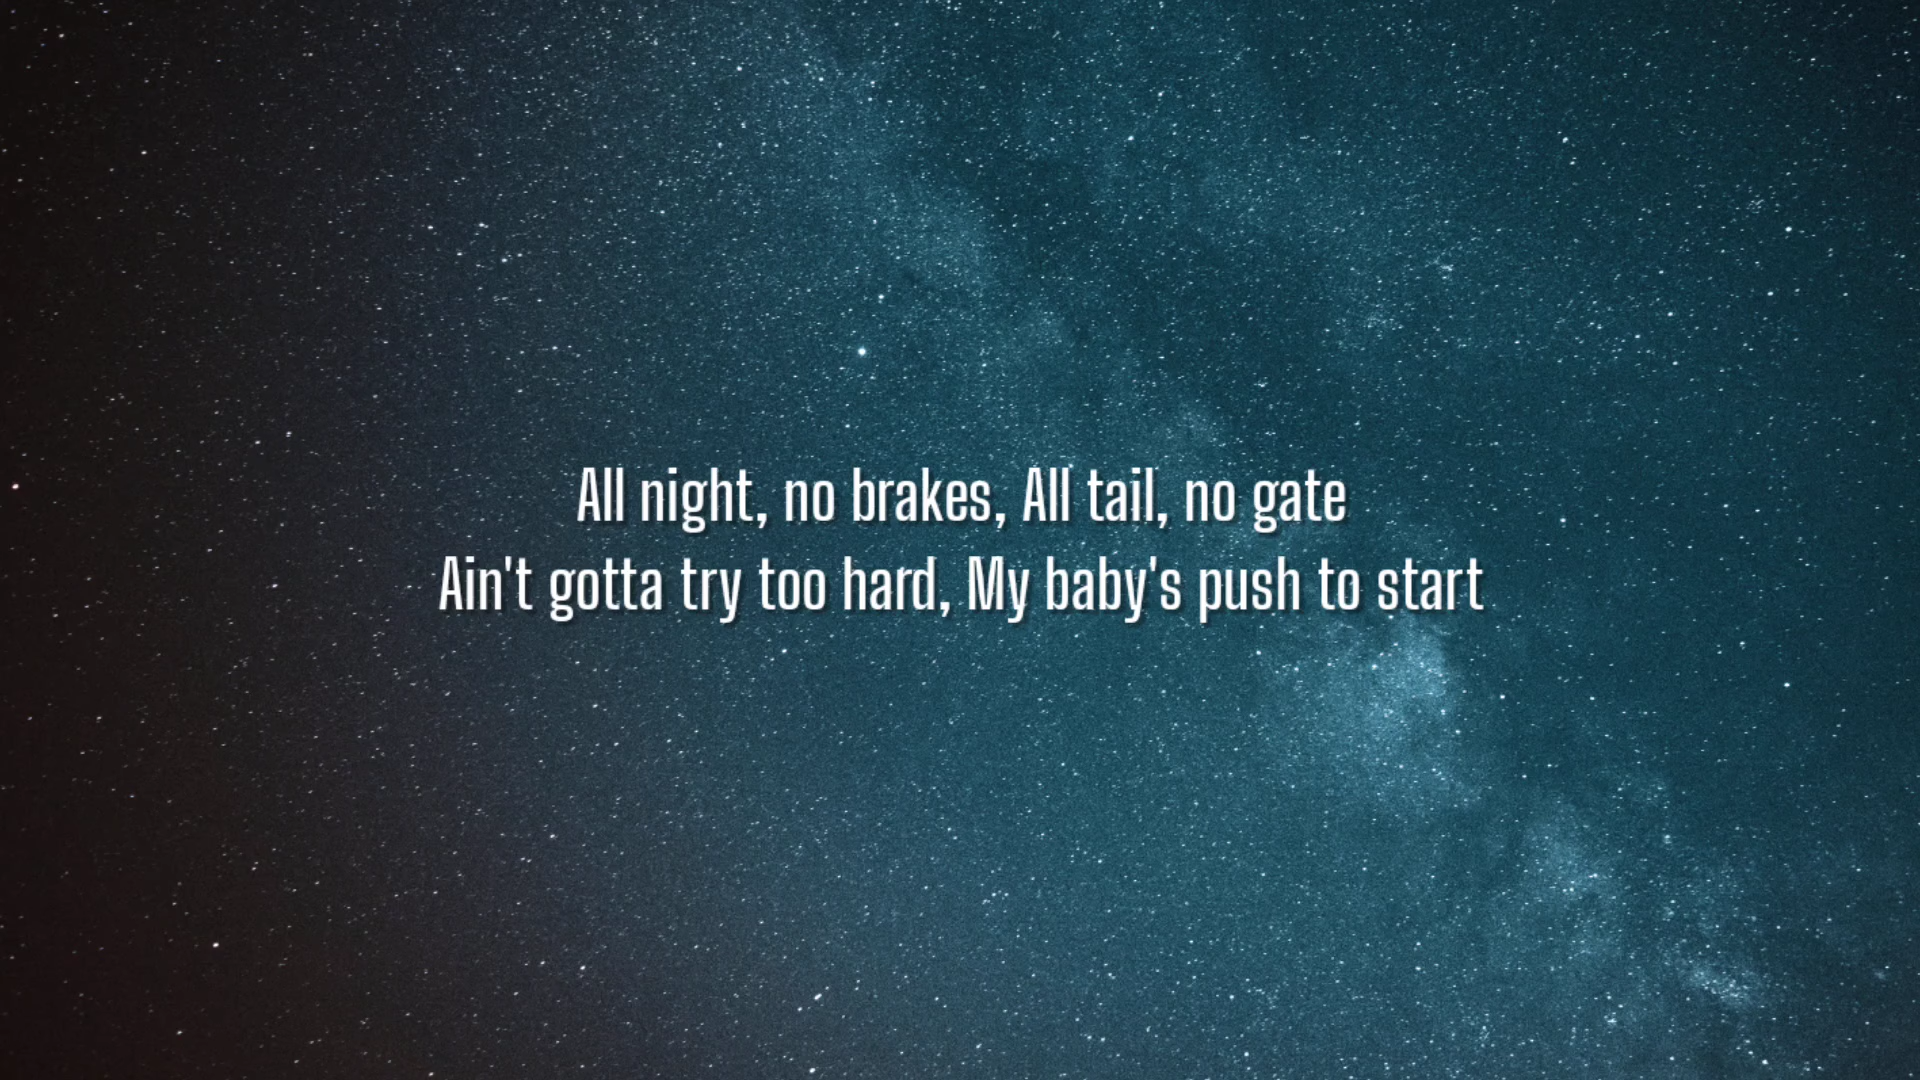 All night, no brakes, All tail, no gate
Ain't gotta try too hard, My baby's push to start